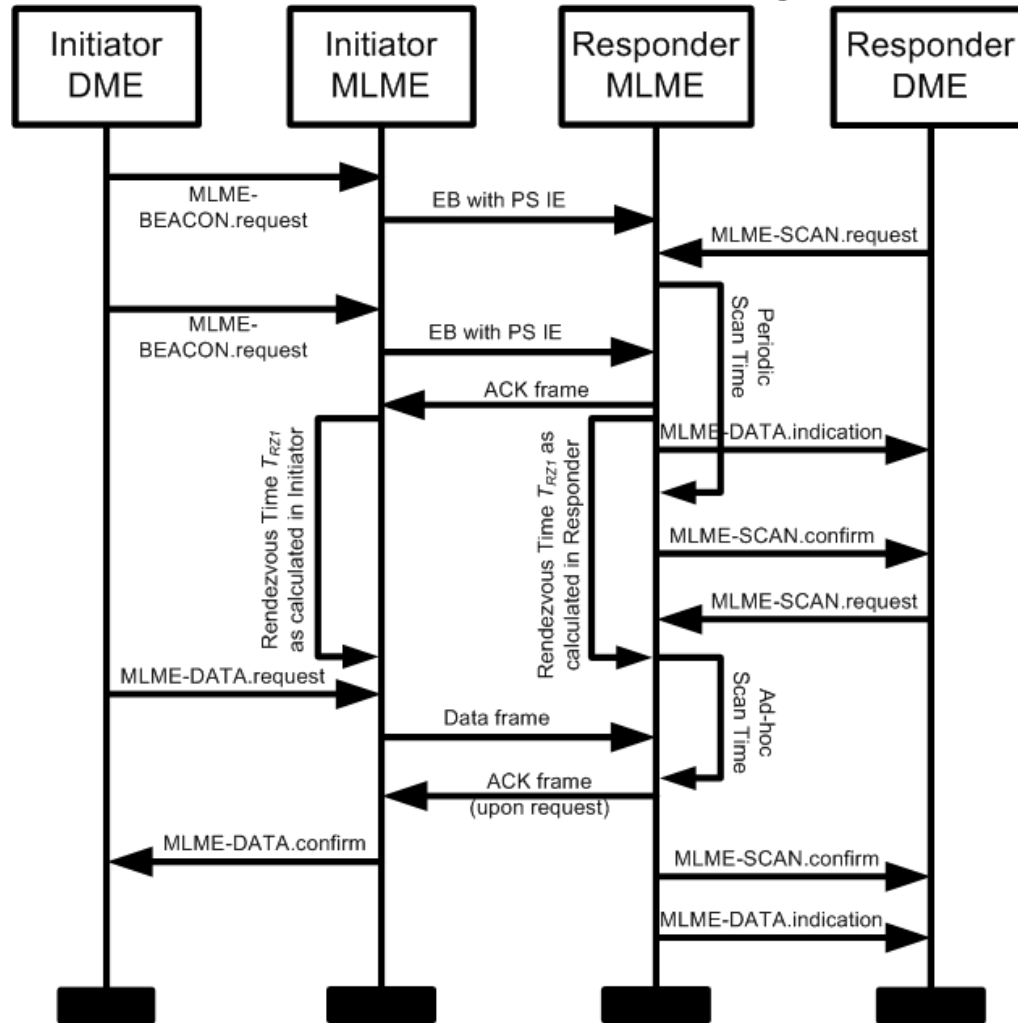 Initiator
DME
Initiator
MLME
Responder
MLME
Responder
DME
MLME-
BEACON.request
EB with PS IE
MLME-SCAN.request
Periodic
Scan Time
MLME-
BEACON.request
EB with PS IE
ACK frame
MLME-DATA.indication
Rendezvous Time TRZ1
as calculated in Initiator
Rendezvous Time TRZ1 as
calculated in Responder
MLME-SCAN.confirm
MLME-SCAN.request
MLME-DATA.request
Ad-hoc
Scan Time
Data frame
ACK frame
(upon request)
MLME-DATA.confirm
MLME-SCAN.confirm
MLME-DATA.indication